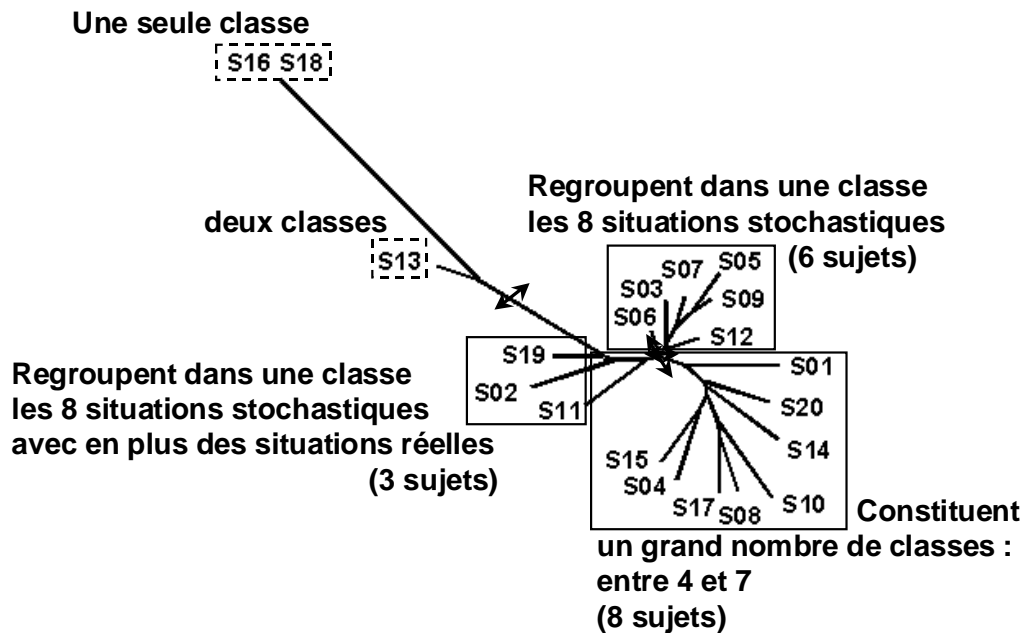 Une seule classe
S16 S18
Regroupent dans une classe
les 8 situations stochastiques
(6 sujets)
deux classes
S13
S07
S05
S03
S09
S06
S12
S19
S02
S11
S01
S20
S14
S15
S04
S17
S08
S10
Regroupent dans une classe
les 8 situations stochastiques
avec en plus des situations réelles
(3 sujets)
Constituent
un grand nombre de classes :
entre 4 et 7
(8 sujets)